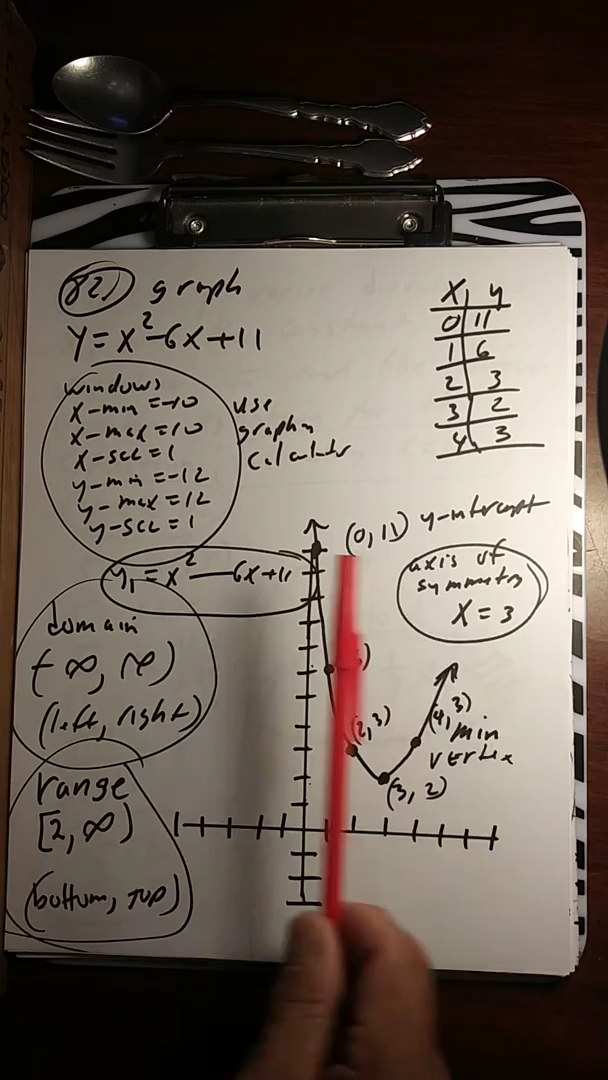 821) graph
y=x²-6x+11
x y
0 11
1 6
2 3
3 2
4 3
windows
x-min=-10
x-max=10
x-scl=1
y-min=-12
y-max=12
y-scl=1
use
graphing
calculator
(0,11) y-intercept
y₁=x²-6x+11
axis of
symmetry
x=3
domain
(-∞,∞)
(left, right)
(2,3)
(4,3)
(3,2)
min
vertex
range
[2,∞)
(bottom, top)